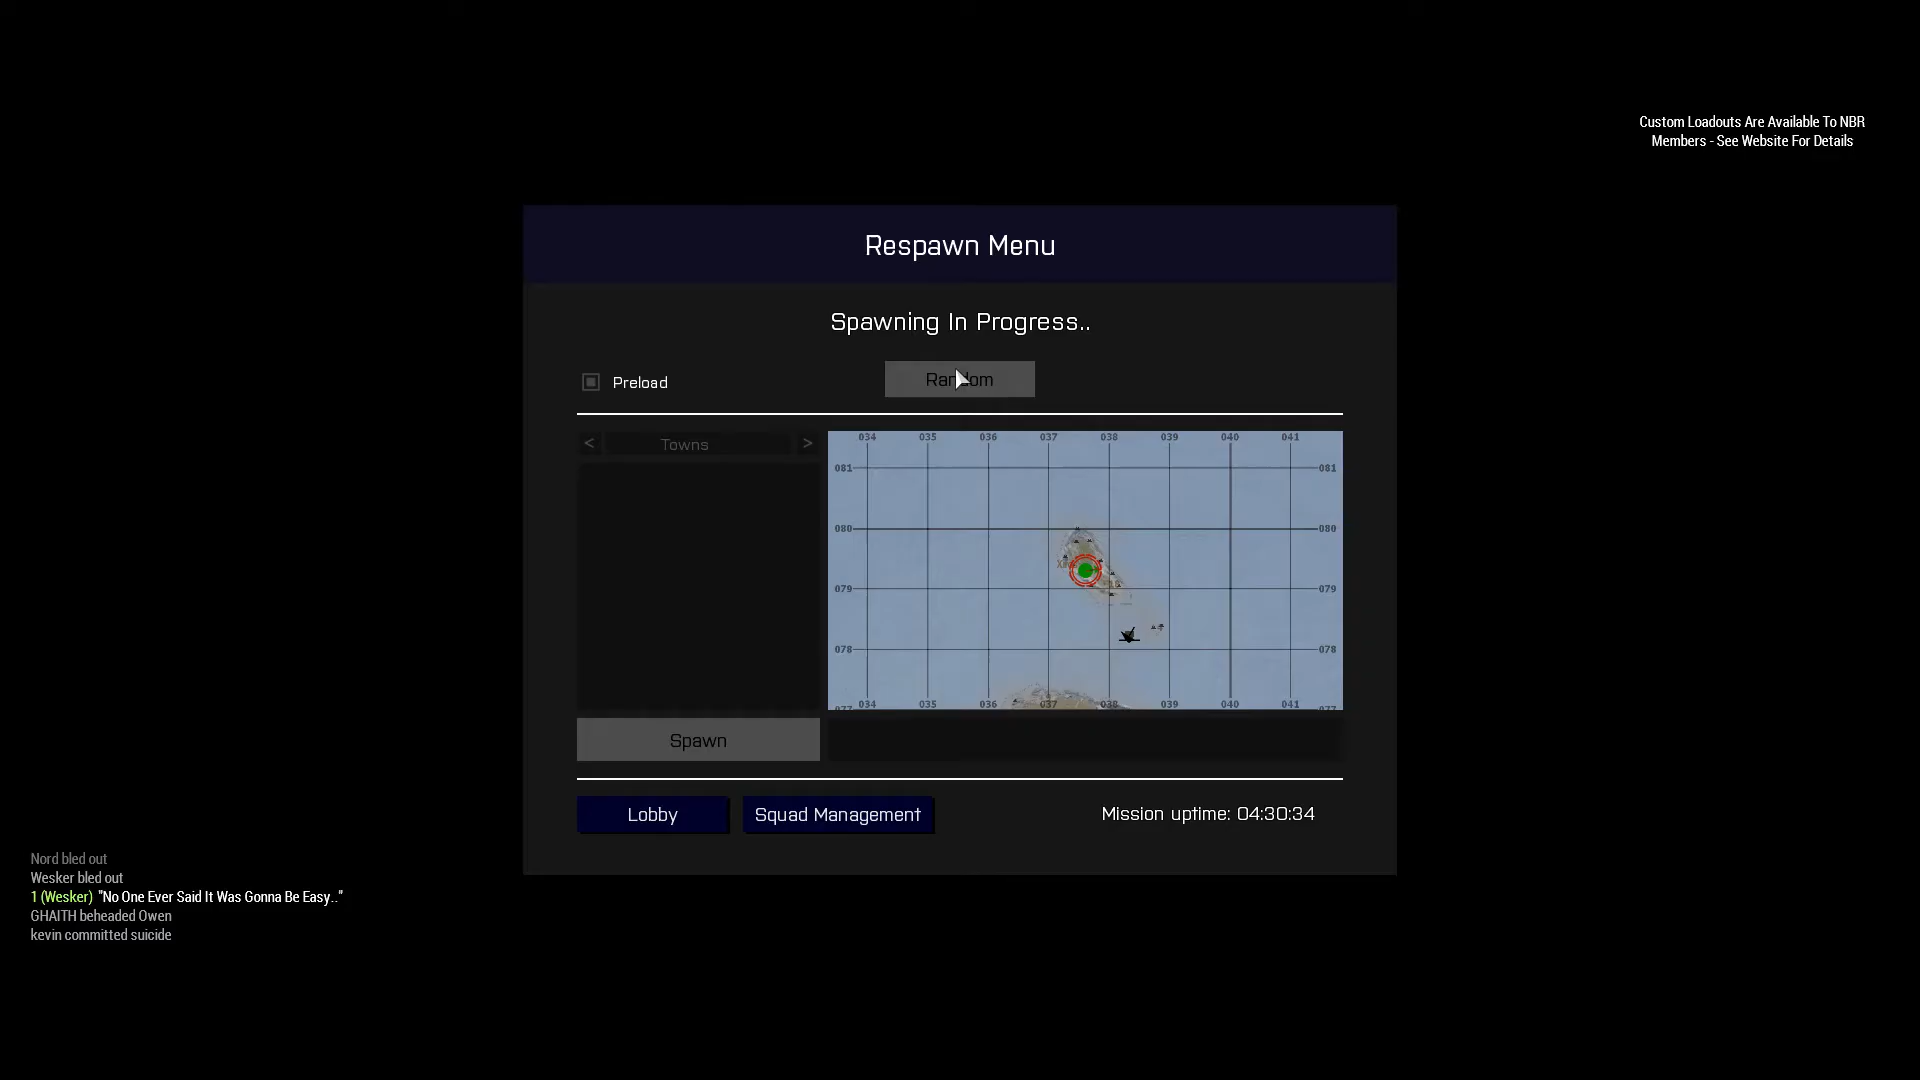 Custom Loadouts Are Available To NBR
Members - See Website For Details
Respawn Menu
Spawning In Progress..
Preload
Random
< Towns >
034 035 036 037 038 039 040 041
081 081
080 080
079 079
078 078
077 077
034 035 036 037 038 039 040 041
Spawn
Lobby
Squad Management
Mission uptime: 04:30:34
Nord bled out
Wesker bled out
1 (Wesker) "No One Ever Said It Was Gonna Be Easy.."
GHAITH beheaded Owen
kevin committed suicide